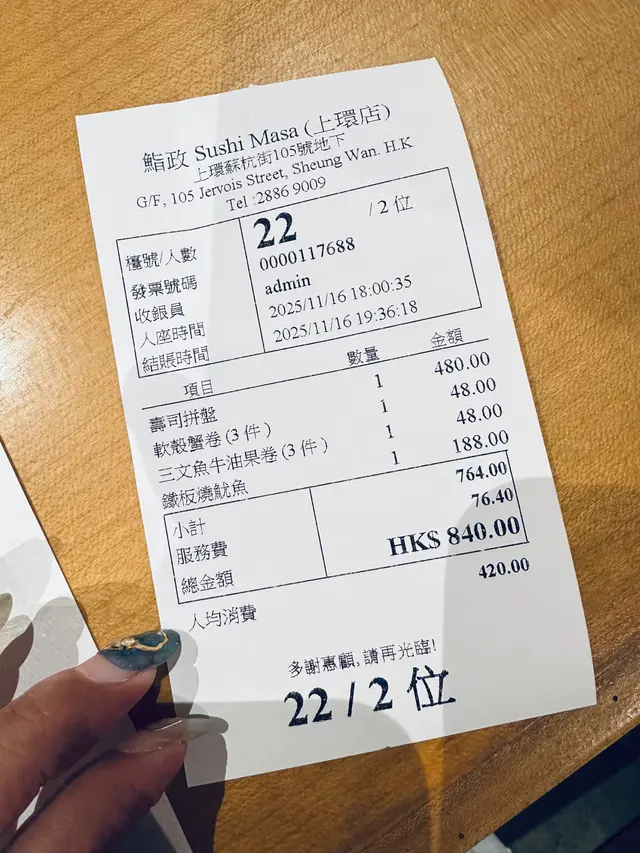 鮨政 Sushi Masa (上環店)
上環蘇杭街105號地下
G/F, 105 Jervois Street, Sheung Wan. H.K
Tel :2886 9009
檯號/人數 22 / 2 位
發票號碼 0000117688
收銀員 admin
入座時間 2025/11/16 18:00:35
結賬時間 2025/11/16 19:36:18
項目 數量 金額
壽司拼盤 1 480.00
軟殼蟹卷 (3 件) 1 48.00
三文魚牛油果卷 (3 件) 1 48.00
鐵板燒魷魚 1 188.00
小計 764.00
服務費 76.40
總金額 HK$ 840.00
人均消費 420.00
多謝惠顧, 請再光臨!
22 / 2 位